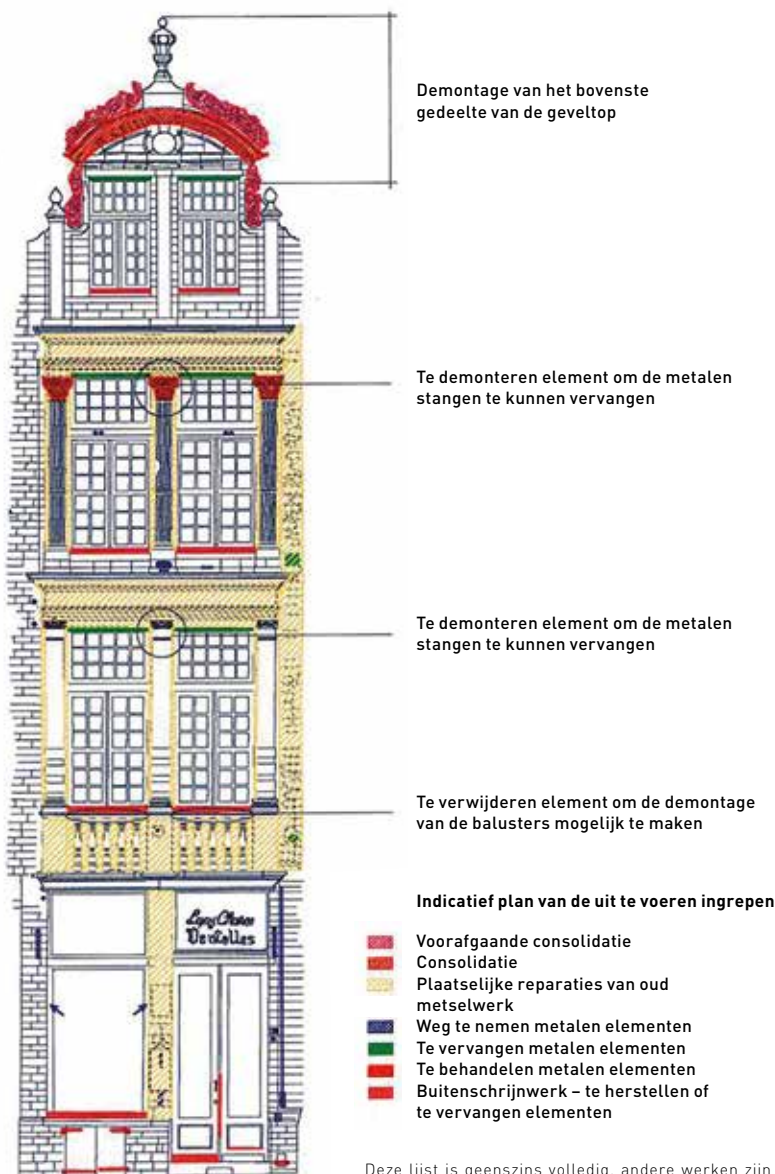 Demontage van het bovenste
gedeelte van de geveltop
Te demonteren element om de metalen
stangen te kunnen vervangen
Te demonteren element om de metalen
stangen te kunnen vervangen
Te verwijderen element om de demontage
van de balusters mogelijk te maken
Indicatief plan van de uit te voeren ingrepen
Voorafgaande consolidatie
Consolidatie
Plaatselijke reparaties van oud
metselwerk
Weg te nemen metalen elementen
Te vervangen metalen elementen
Te behandelen metalen elementen
Buitenschrijnwerk – te herstellen of
te vervangen elementen
Deze lijst is geenszins volledig, andere werken zijn